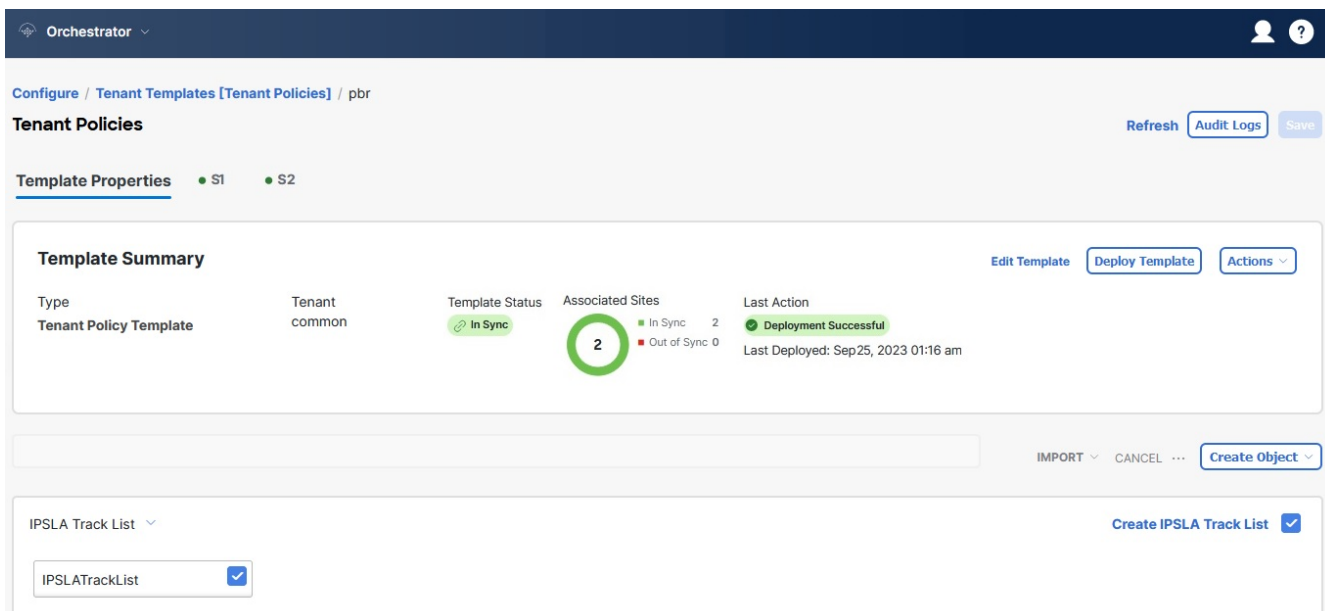 Orchestrator
?
Configure / Tenant Templates [Tenant Policies] / pbr
Tenant Policies
Refresh Audit Logs Save
Template Properties S1 S2
Template Summary
Edit Template Deploy Template Actions
Type Tenant Template Status Associated Sites Last Action
Tenant Policy Template common In Sync 2 In Sync 2 Deployment Successful
Out of Sync 0
Last Deployed: Sep25, 2023 01:16 am
IMPORT CANCEL ... Create Object
IPSLA Track List Create IPSLA Track List
IPSLATrackList